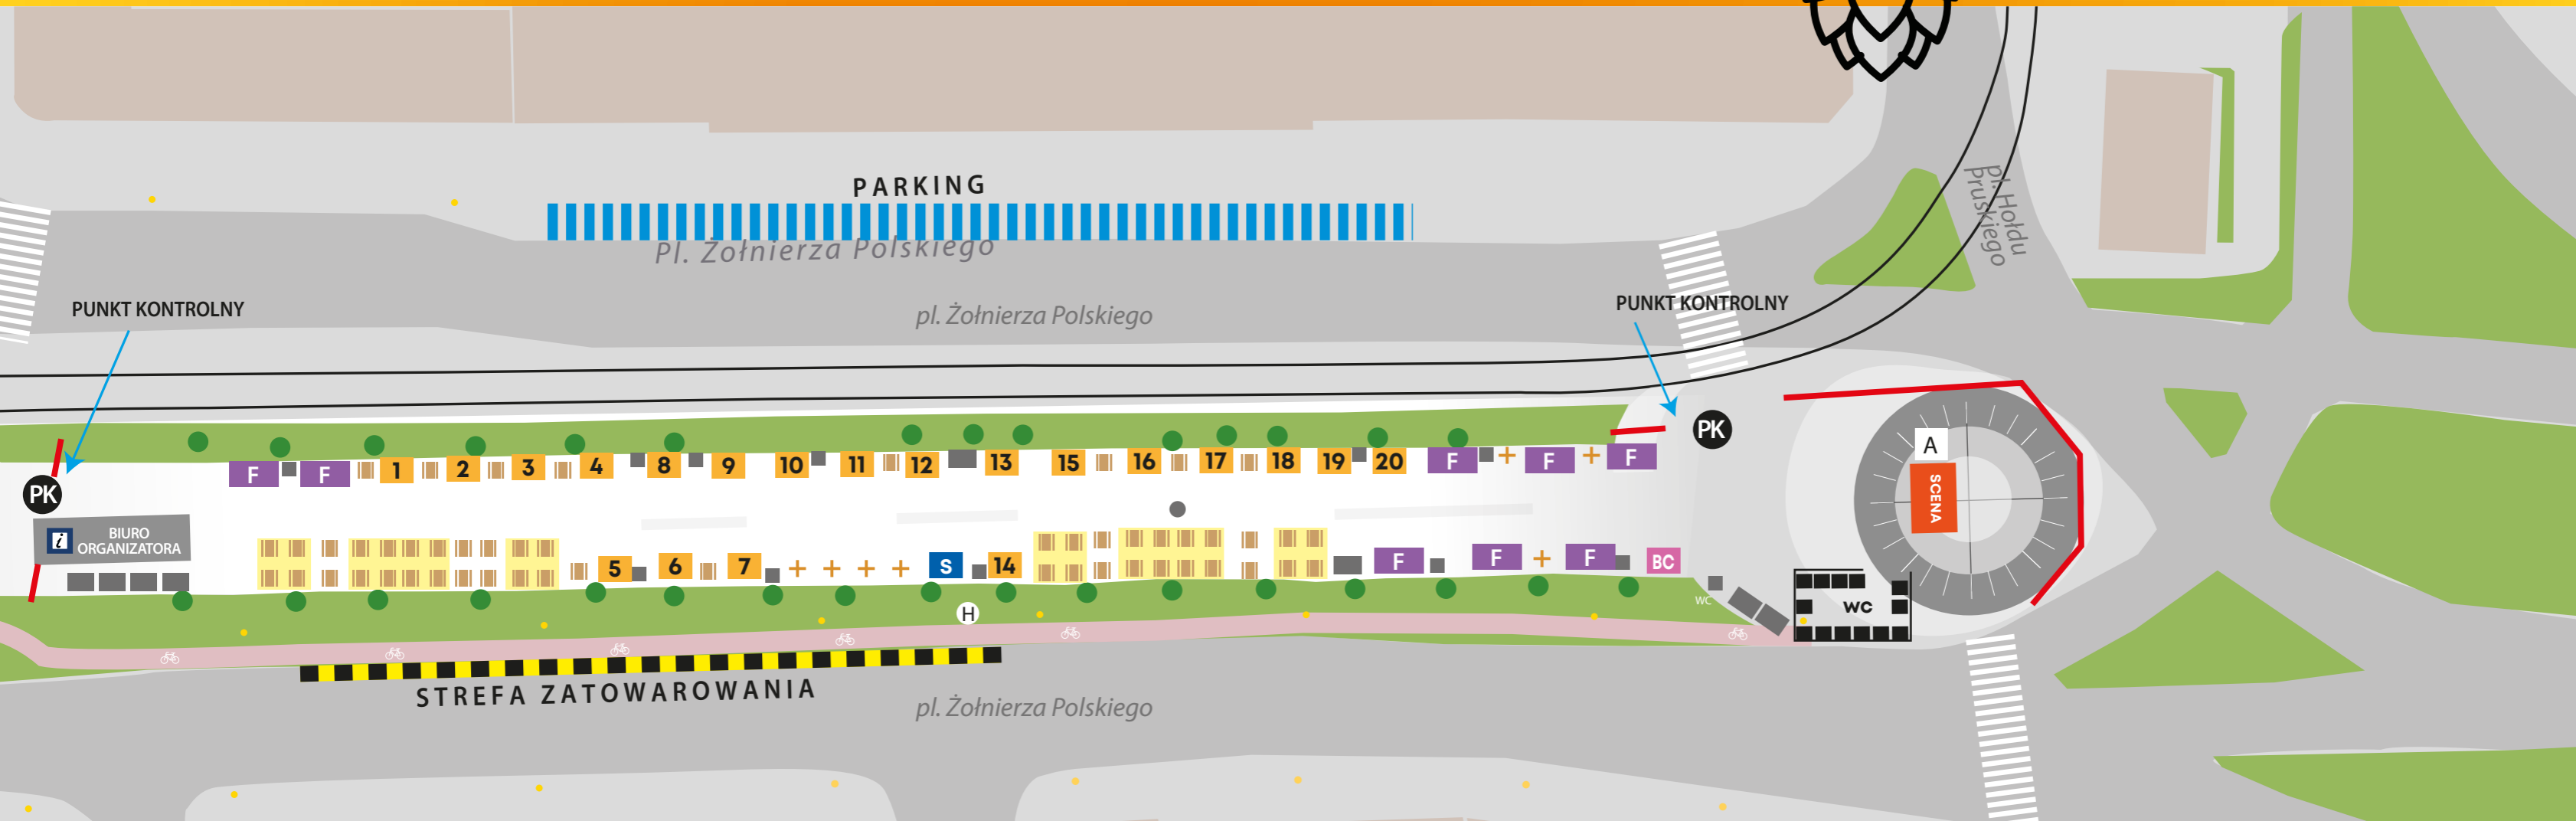 PARKING
Pl. Żołnierza Polskiego
pl. Hołdu
Pruskiego
PUNKT KONTROLNY
pl. Żołnierza Polskiego
PUNKT KONTROLNY
PK
A
SCENA
F F 1 2 3 4 8 9 10 11 12 13 15 16 17 18 19 20 F F F
PK
i
BIURO
ORGANIZATORA
5 6 7 S 14 F F F BC
WC
WC
H
STREFA ZATOWAROWANIA
pl. Żołnierza Polskiego